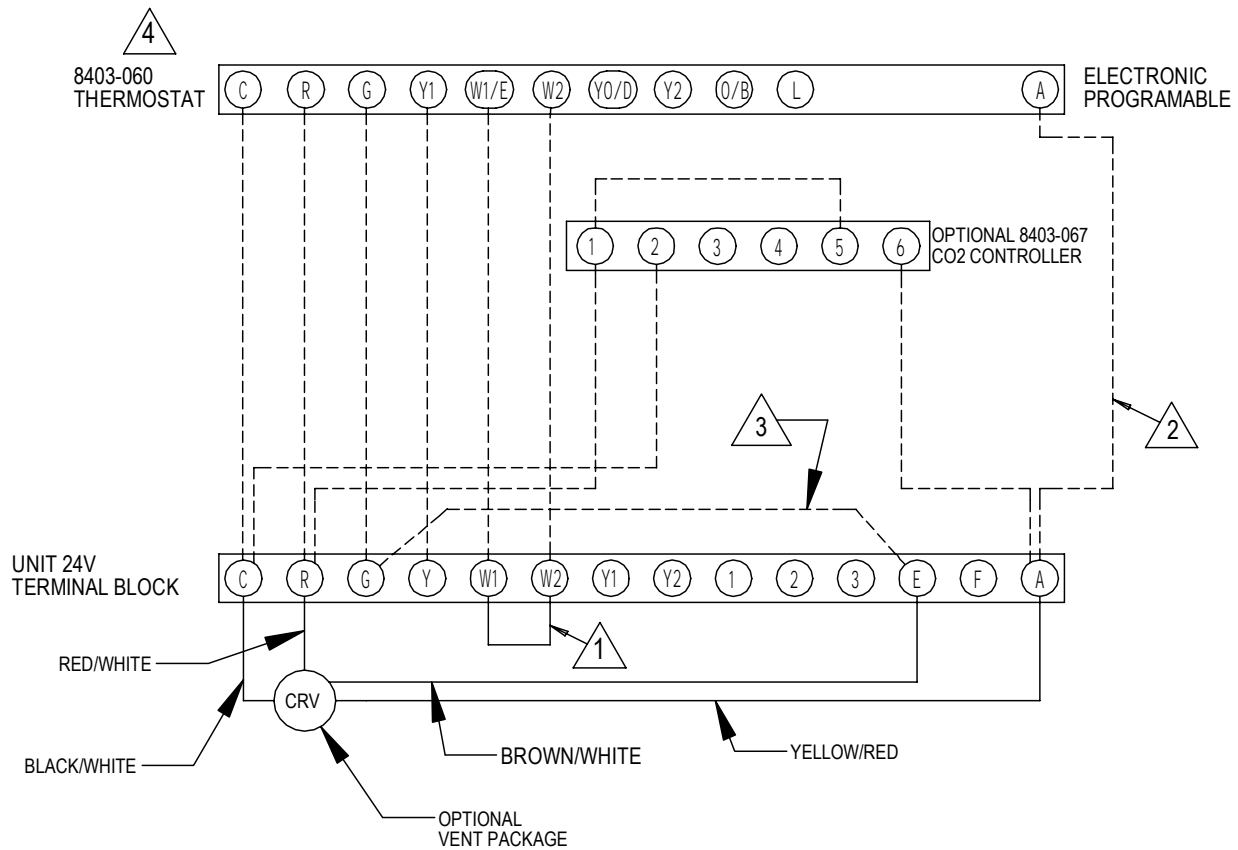 4
8403-060
THERMOSTAT
C R G Y1 W1/E W2 Y0/D Y2 O/B L A
ELECTRONIC
PROGRAMABLE
1 2 3 4 5 6
OPTIONAL 8403-067
CO2 CONTROLLER
3
2
UNIT 24V
TERMINAL BLOCK
C R G Y W1 W2 Y1 Y2 1 2 3 E F A
1
RED/WHITE
CRV
BLACK/WHITE
BROWN/WHITE
YELLOW/RED
OPTIONAL
VENT PACKAGE